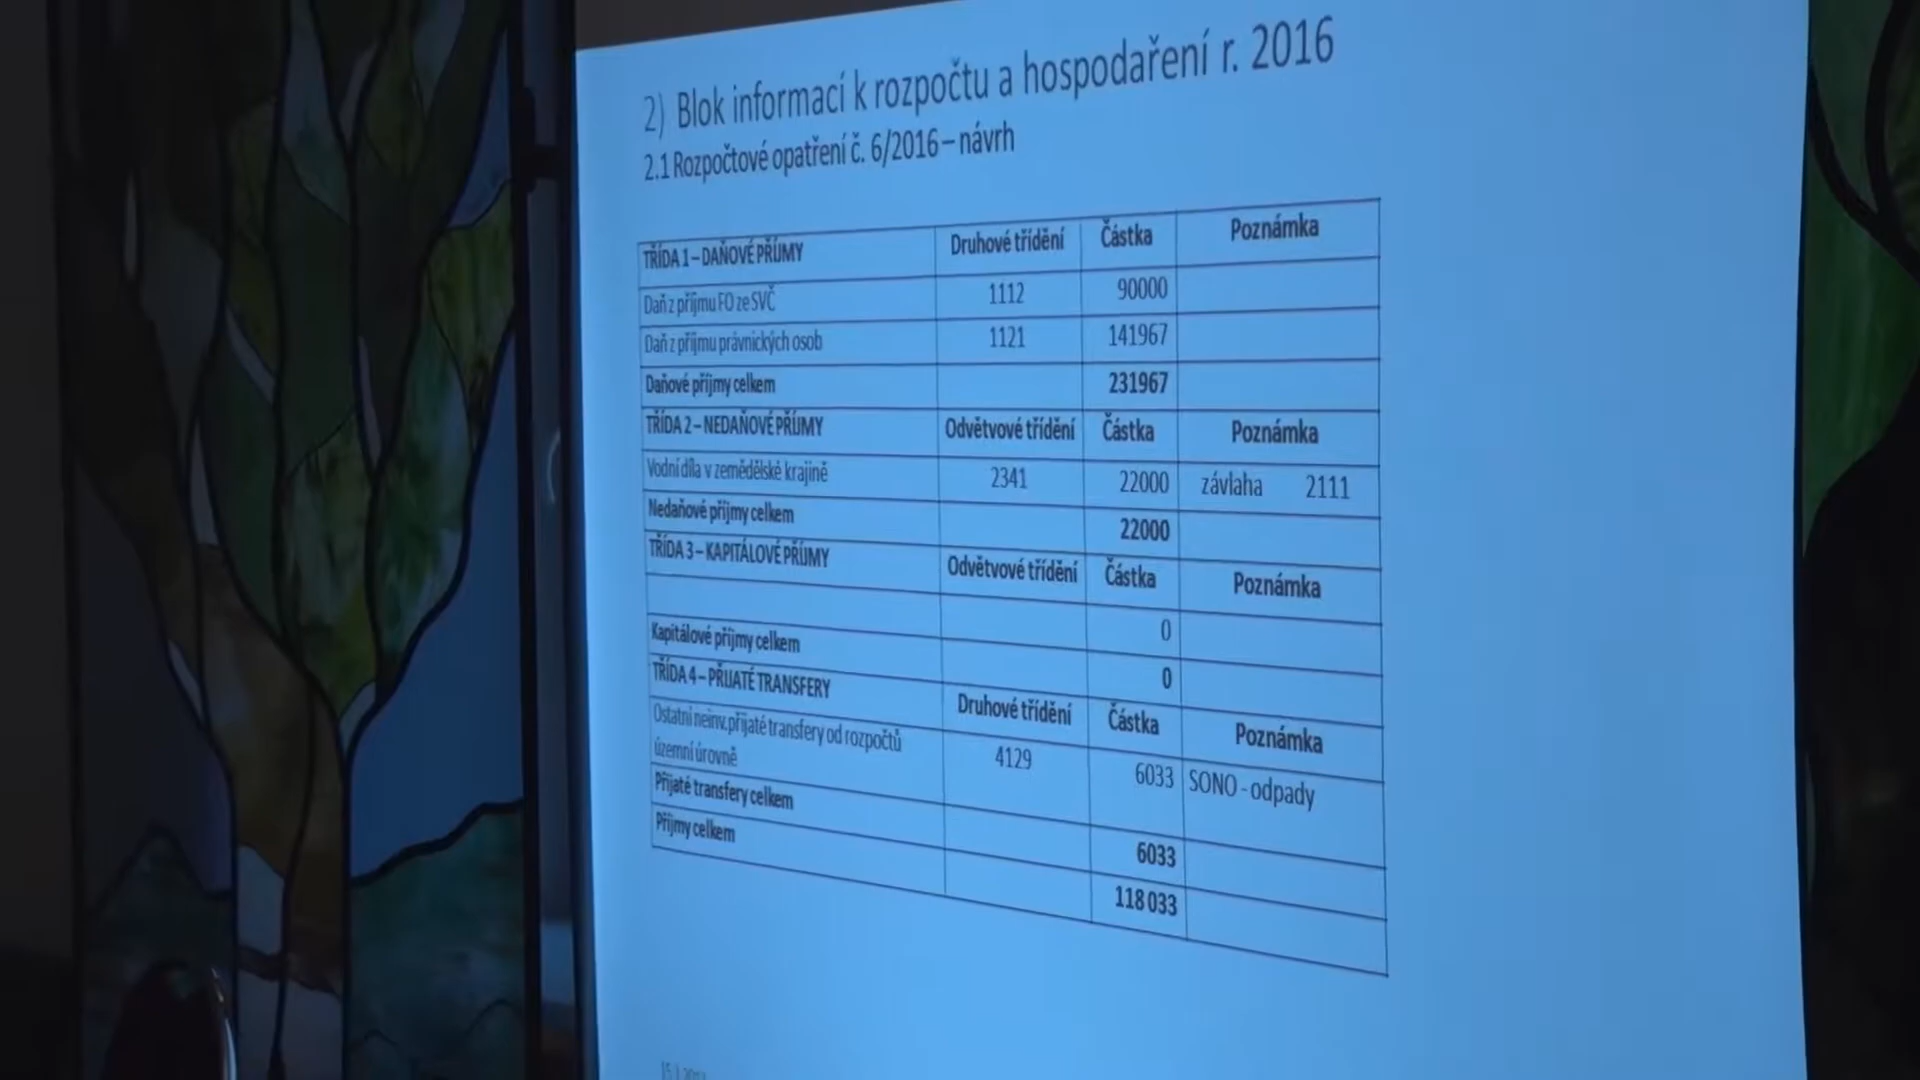 2) Blok informací k rozpočtu a hospodaření r. 2016
2.1 Rozpočtové opatření č. 6/2016 – návrh
TŘÍDA 1 – DAŇOVÉ PŘÍJMY Druhové třídění Částka Poznámka
Daň z příjmu FO ze SVČ 1112 90000
Daň z příjmu právnických osob 1121 141967
Daňové příjmy celkem 231967
TŘÍDA 2 – NEDAŇOVÉ PŘÍJMY Odvětvové třídění Částka Poznámka
Vodní díla v zemědělské krajině 2341 22000 závlaha 2111
Nedaňové příjmy celkem 22000
TŘÍDA 3 – KAPITÁLOVÉ PŘÍJMY Odvětvové třídění Částka Poznámka
0
Kapitálové příjmy celkem 0
TŘÍDA 4 – PŘIJATÉ TRANSFERY Druhové třídění Částka Poznámka
Ostatní neinv.přijaté transfery od rozpočtů
územní úrovně 4129 6033 SONO - odpady
Přijaté transfery celkem 6033
Příjmy celkem 118 033